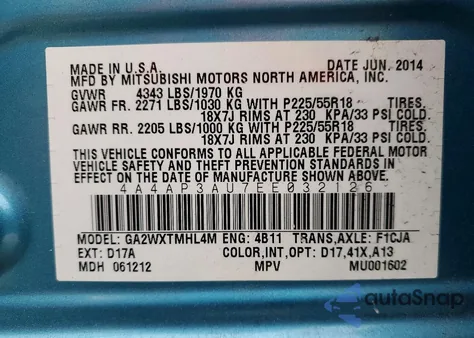 MADE IN U.S.A. DATE JUN. 2014
BY MITSUBISHI MOTORS NORTH AMERICA, INC.
GVWR 4343 LBS/1970 KG
GAWR FR. 2271 LBS/1030 KG WITH P225/55R18 TIRES,
18X7J RIMS AT 230 KPA/33 PSI COLD.
GAWR RR. 2205 LBS/1000 KG WITH P225/55R18 TIRES,
18X7J RIMS AT 230 KPA/33 PSI COLD.
THIS VEHICLE CONFORMS TO ALL APPLICABLE FEDERAL MOTOR
VEHICLE SAFETY AND THEFT PREVENTION STANDARDS IN
EFFECT ON THE DATE OF MANUFACTURE SHOWN ABOVE.
4A4AP3AU7EE032126
MODEL: GA2WXTMHL4M ENG: 4B11 TRANS,AXLE: F1CJA
EXT: D17A COLOR,INT,OPT: D17,41X,A13
MDH 061212 MPV MU001602
autoSnap